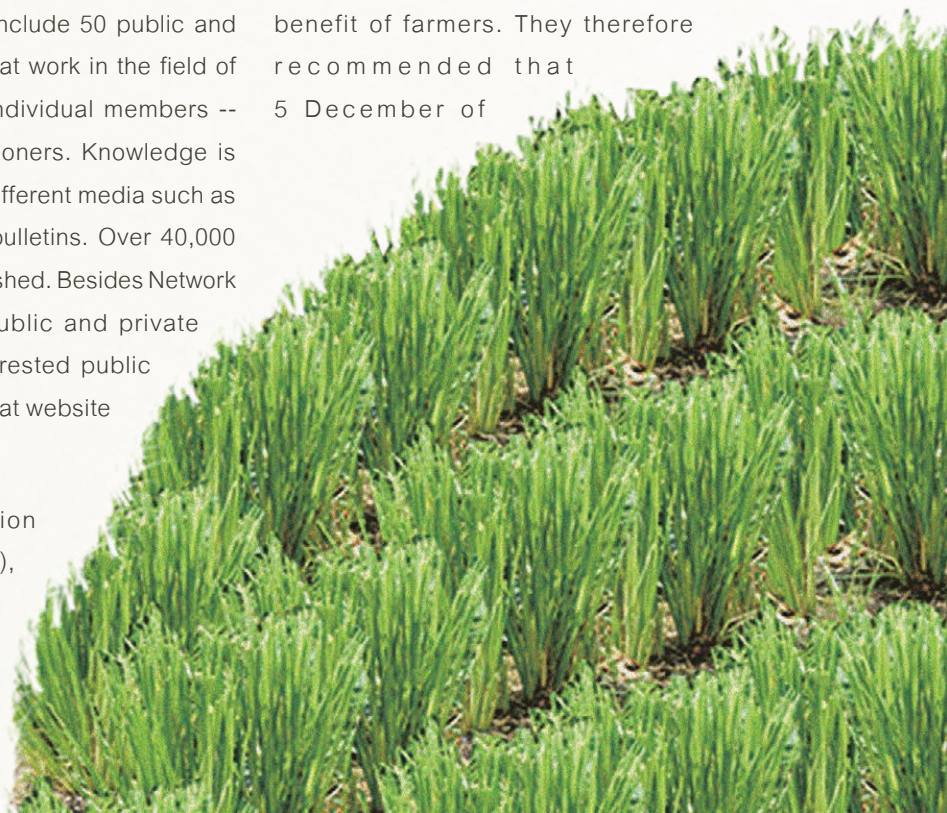 nclude 50 public and
at work in the field of
ndividual members --
oners. Knowledge is
fferent media such as
bulletins. Over 40,000
shed. Besides Network
ublic and private
rested public
at website
ion
),
benefit of farmers. They therefore
recommended that
5 December of